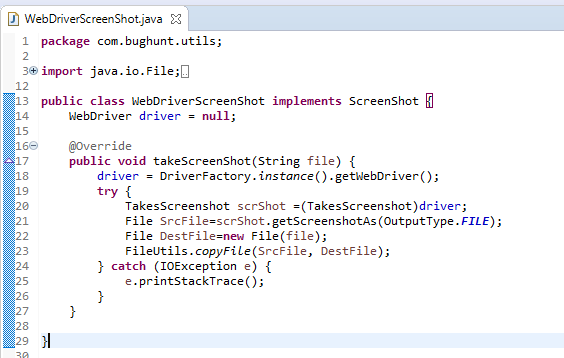 WebDriverScreenShot.java
1 package com.bughunt.utils;
2
3 import java.io.File;
12
13 public class WebDriverScreenShot implements ScreenShot {
14 WebDriver driver = null;
15
16 @Override
17 public void takeScreenShot(String file) {
18 driver = DriverFactory.instance().getWebDriver();
19 try {
20 TakesScreenshot scrShot =(TakesScreenshot)driver;
21 File SrcFile=scrShot.getScreenshotAs(OutputType.FILE);
22 File DestFile=new File(file);
23 FileUtils.copyFile(SrcFile, DestFile);
24 } catch (IOException e) {
25 e.printStackTrace();
26 }
27 }
28
29 }
30